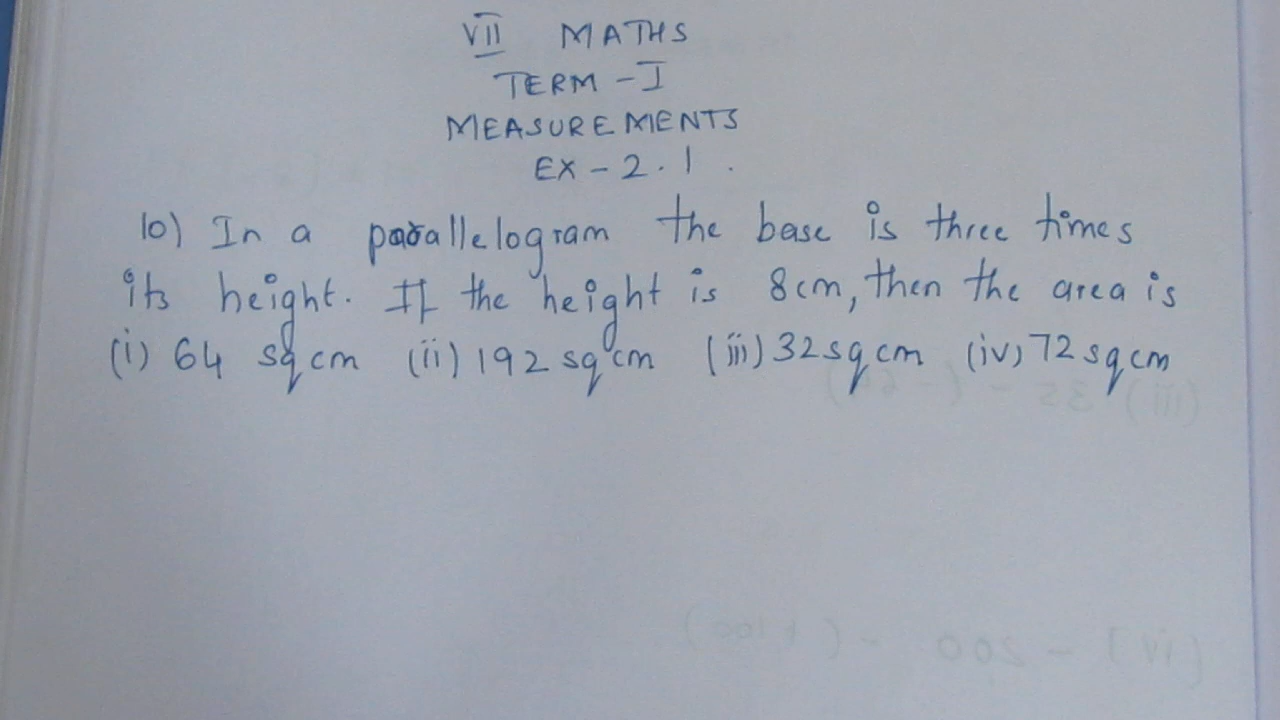 VII MATHS
TERM - I
MEASUREMENTS
EX - 2.1.
10) In a parallelogram the base is three times
its height. If the height is 8cm, then the area is
(i) 64 sq cm (ii) 192 sq cm (iii) 32 sq cm (iv) 72 sq cm